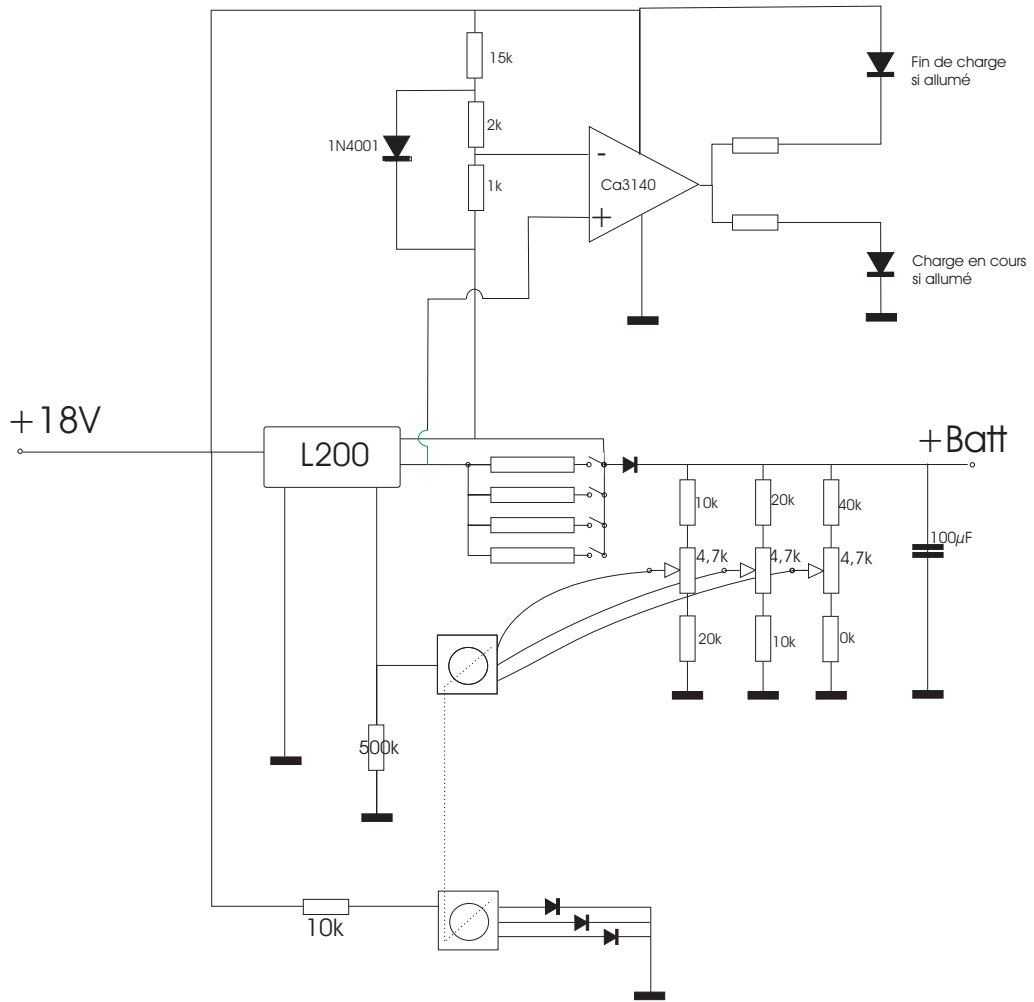 15k
Fin de charge
si allumé
2k
1N4001
-
1k
Ca3140
+
Charge en cours
si allumé
+18V
L200
+Batt
10k
20k
40k
100µF
4,7k
4,7k
4,7k
20k
10k
0k
500k
10k